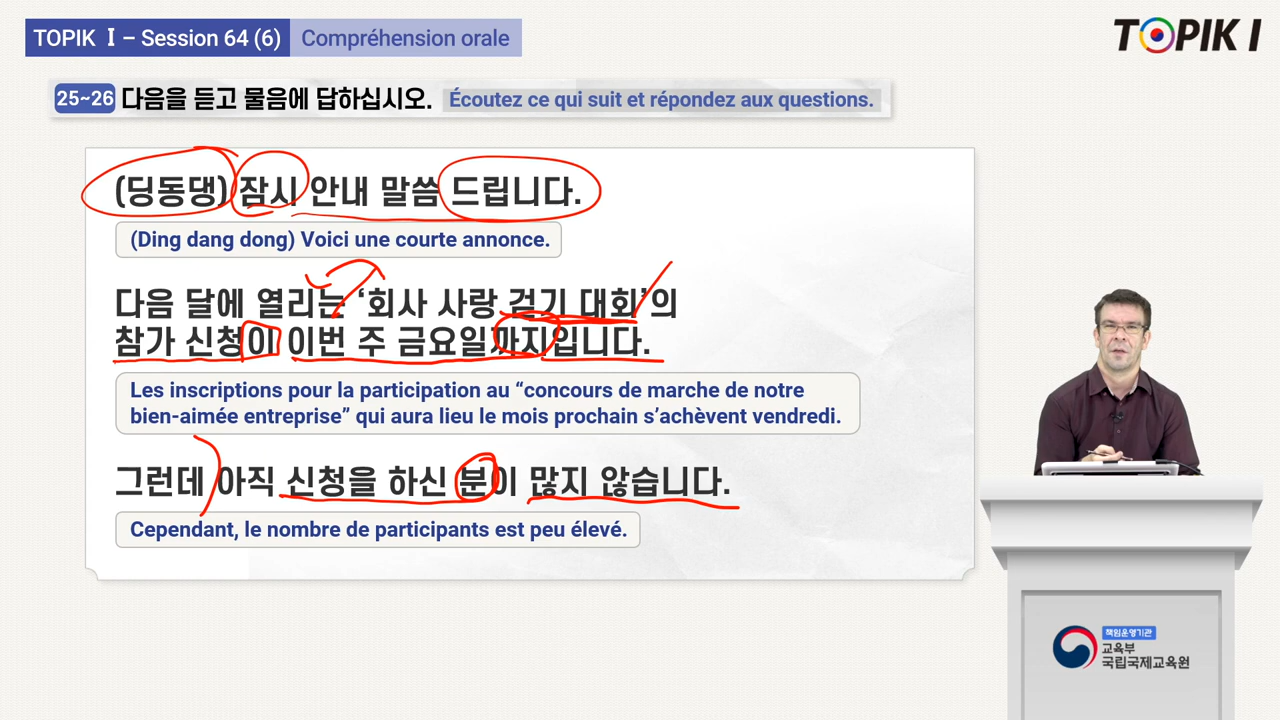 TOPIK Ⅰ – Session 64 (6) Compréhension orale
TOPIK I
25~26 다음을 듣고 물음에 답하십시오. Écoutez ce qui suit et répondez aux questions.
(딩동댕) 잠시 안내 말씀 드립니다.
(Ding dang dong) Voici une courte annonce.
다음 달에 열리는 ‘회사 사랑 걷기 대회’의
참가 신청이 이번 주 금요일까지입니다.
Les inscriptions pour la participation au “concours de marche de notre
bien-aimée entreprise” qui aura lieu le mois prochain s’achèvent vendredi.
그런데 아직 신청을 하신 분이 많지 않습니다.
Cependant, le nombre de participants est peu élevé.
책임운영기관
교육부
국립국제교육원